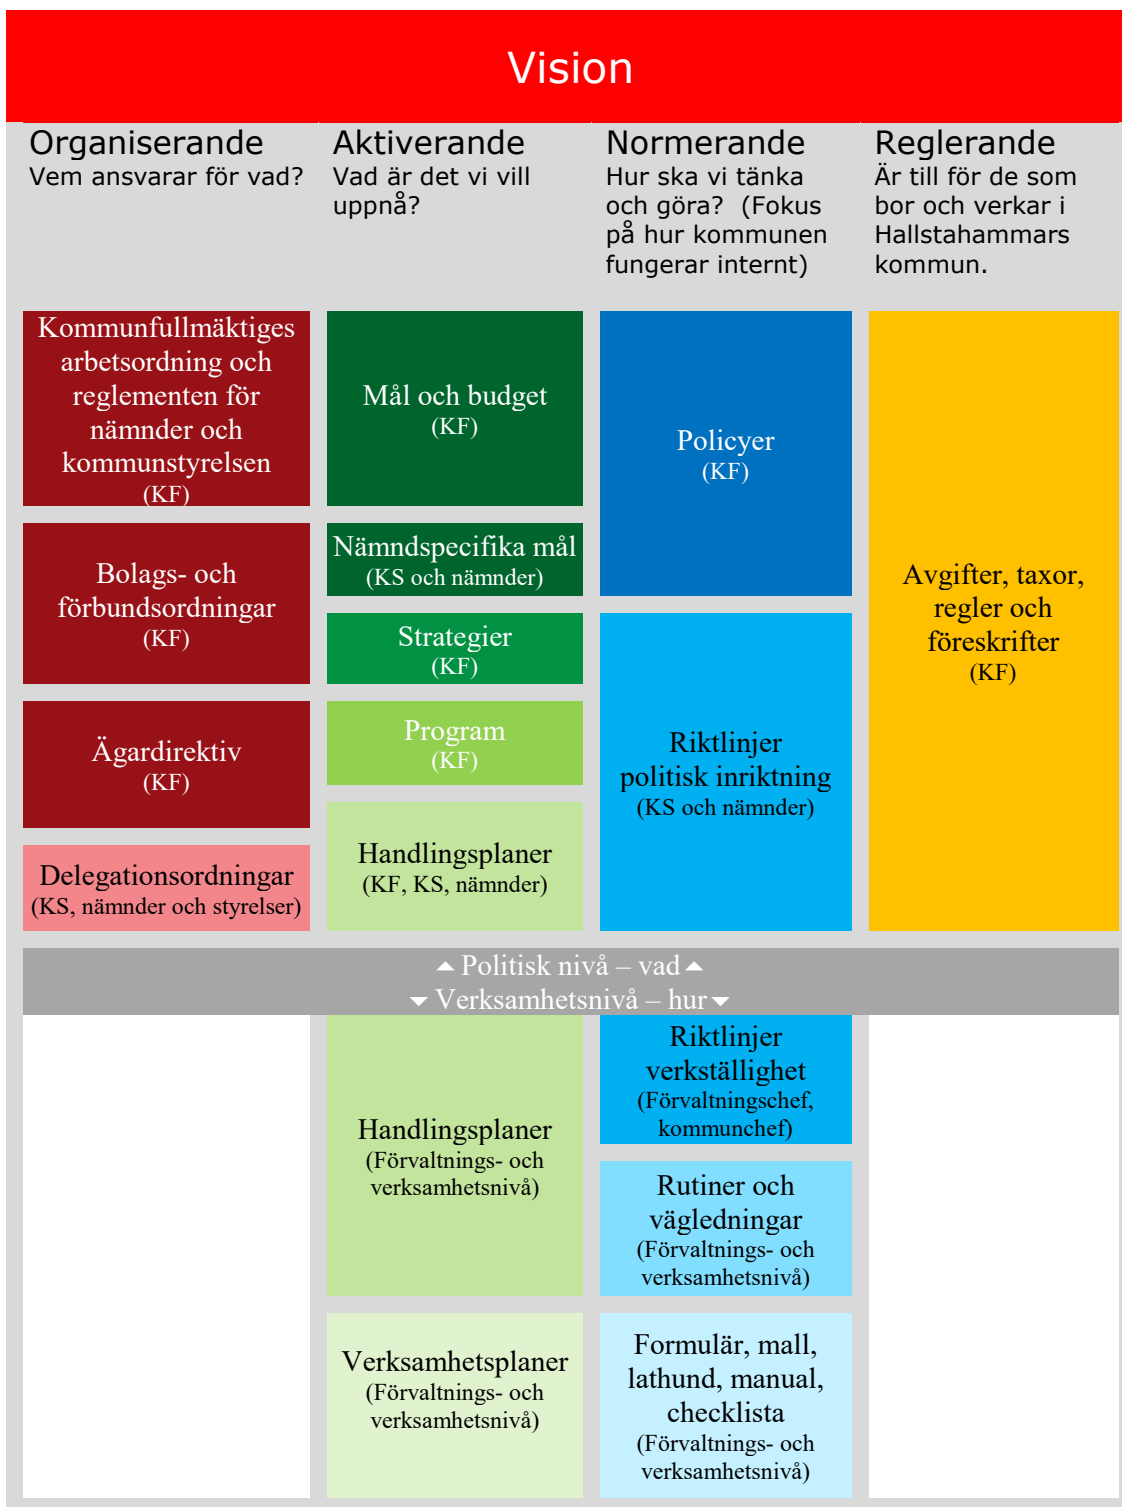 Vision
Organiserande
Vem ansvarar för vad?
Aktiverande
Vad är det vi vill
uppnå?
Normerande
Hur ska vi tänka
och göra? (Fokus
på hur kommunen
fungerar internt)
Reglerande
Är till för de som
bor och verkar i
Hallstahammars
kommun.
Kommunfullmäktiges
arbetsordning och
reglementen för
nämnder och
kommunstyrelsen
(KF)
Bolags- och
förbundsordningar
(KF)
Ägardirektiv
(KF)
Delegationsordningar
(KS, nämnder och styrelser)
Mål och budget
(KF)
Nämndspecifika mål
(KS och nämnder)
Strategier
(KF)
Program
(KF)
Handlingsplaner
(KF, KS, nämnder)
Policyer
(KF)
Riktlinjer
politisk inriktning
(KS och nämnder)
Avgifter, taxor,
regler och
föreskrifter
(KF)
Politisk nivå – vad
Verksamhetsnivå – hur
Handlingsplaner
(Förvaltnings- och
verksamhetsnivå)
Verksamhetsplaner
(Förvaltnings- och
verksamhetsnivå)
Riktlinjer
verkställighet
(Förvaltningschef,
kommunchef)
Rutiner och
vägledningar
(Förvaltnings- och
verksamhetsnivå)
Formulär, mall,
lathund, manual,
checklista
(Förvaltnings- och
verksamhetsnivå)